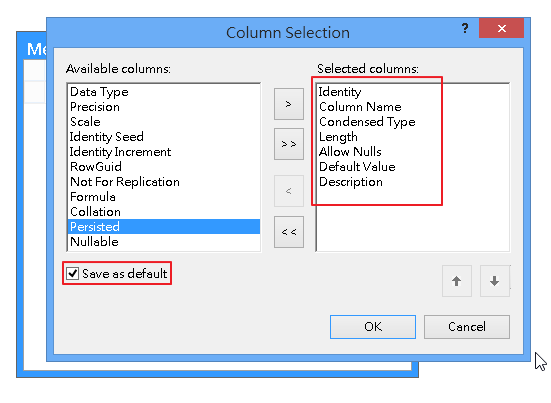 Column Selection
?
Me
Available columns:
Data Type
Precision
Scale
Identity Seed
Identity Increment
RowGuid
Not For Replication
Formula
Collation
Persisted
Nullable
>
>>
<
<<
Selected columns:
Identity
Column Name
Condensed Type
Length
Allow Nulls
Default Value
Description
Save as default
OK
Cancel